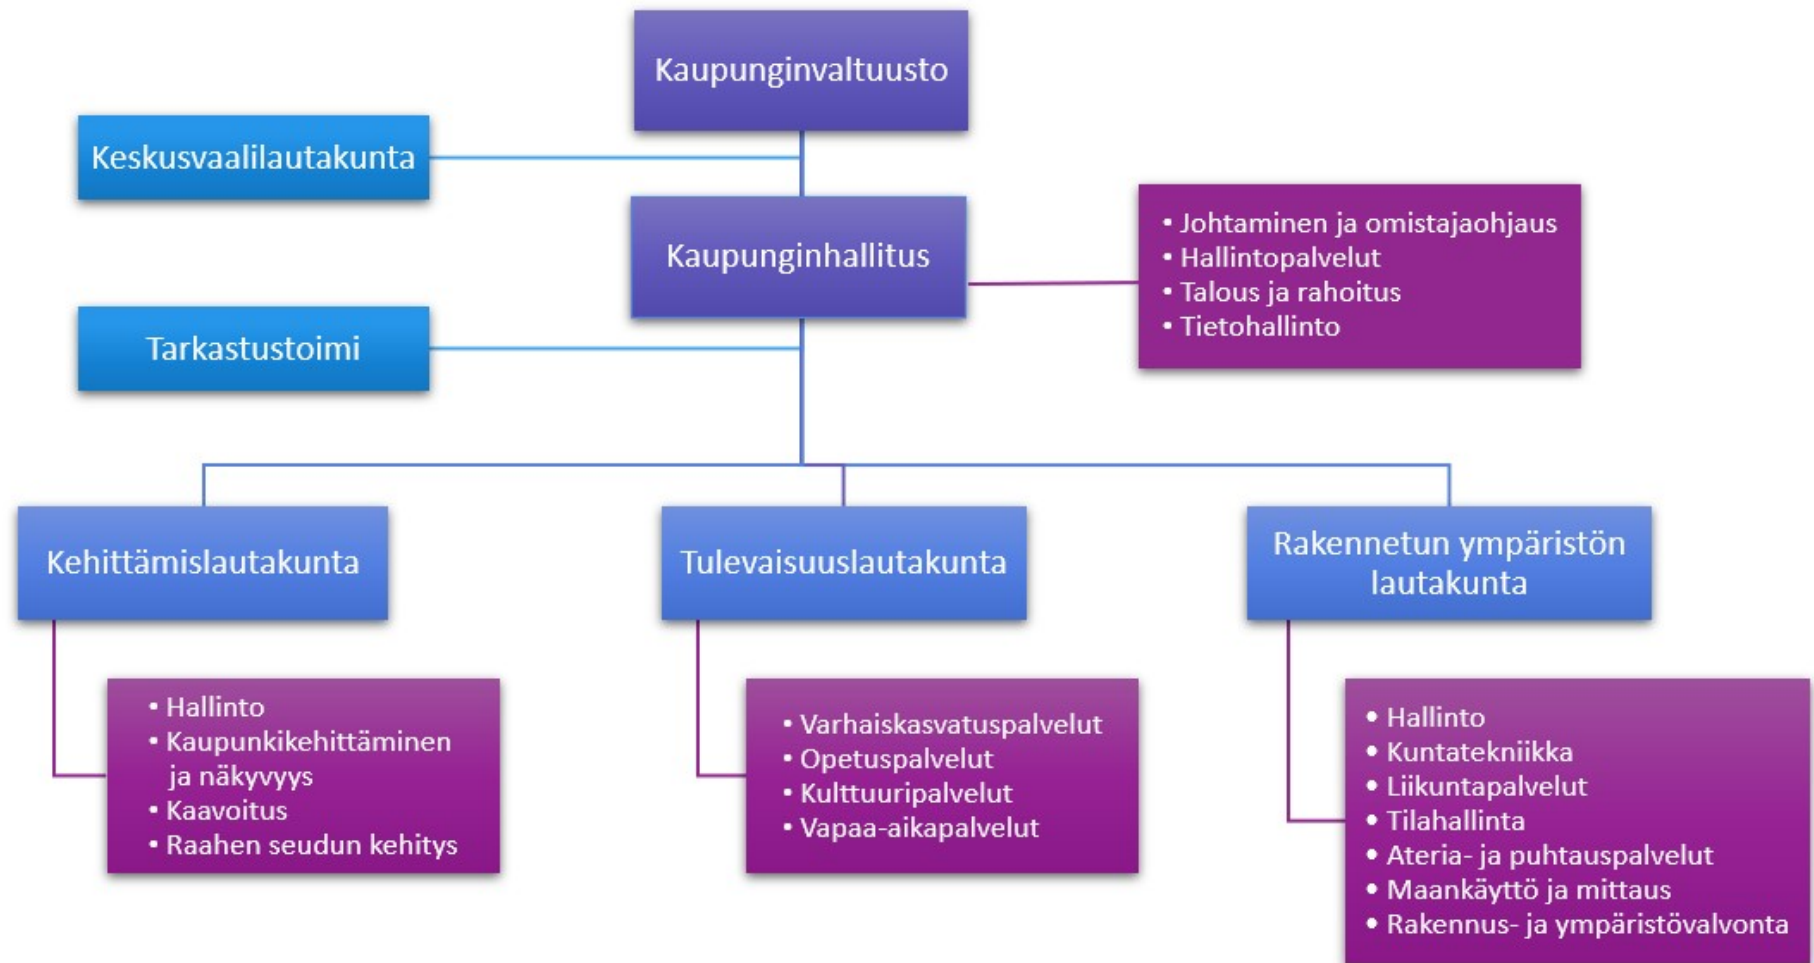 Kaupunginvaltuusto
Keskusvaalilautakunta
Kaupunginhallitus
• Johtaminen ja omistajaohjaus
• Hallintopalvelut
• Talous ja rahoitus
• Tietohallinto
Tarkastustoimi
Kehittämislautakunta
• Hallinto
• Kaupunkikehittäminen
ja näkyvyys
• Kaavoitus
• Raahen seudun kehitys
Tulevaisuuslautakunta
• Varhaiskasvatuspalvelut
• Opetuspalvelut
• Kulttuuripalvelut
• Vapaa-aikapalvelut
Rakennetun ympäristön
lautakunta
• Hallinto
• Kuntatekniikka
• Liikuntapalvelut
• Tilahallinta
• Ateria- ja puhtauspalvelut
• Maankäyttö ja mittaus
• Rakennus- ja ympäristövalvonta